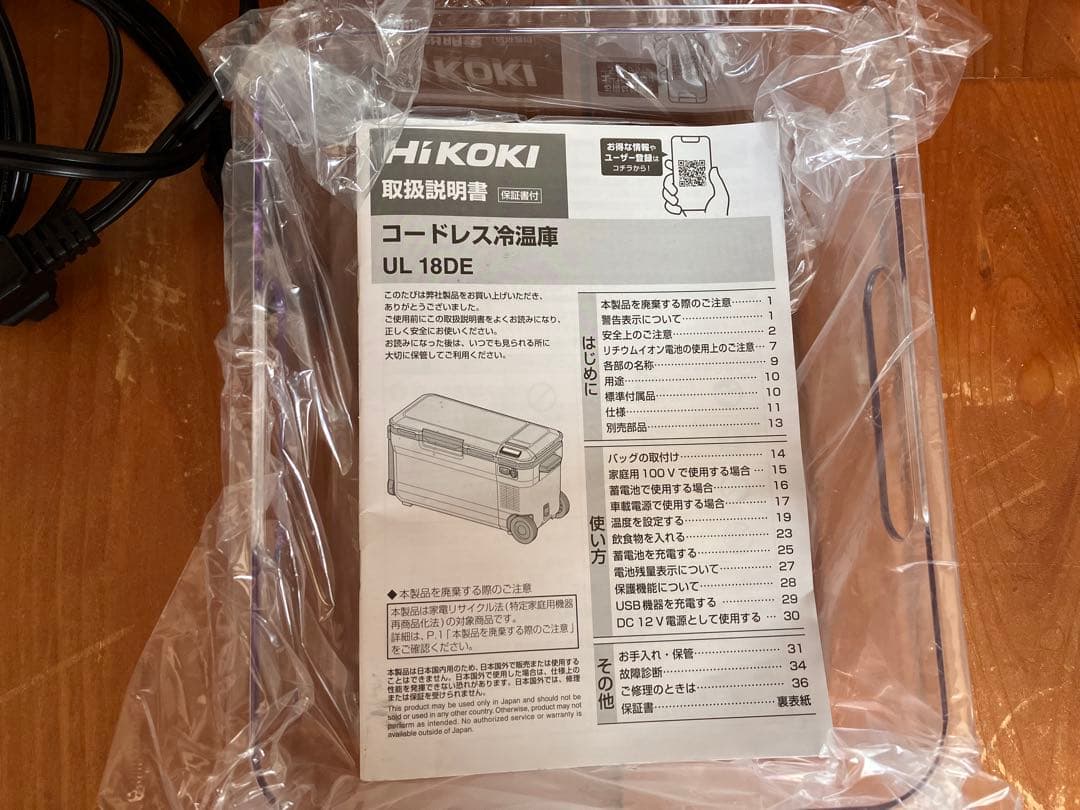 HiKOKI
HiKOKI
取扱説明書 保証書付
お得な情報や
ユーザー登録は
コチラから!
コードレス冷温庫
UL 18DE
このたびは弊社製品をお買い上げいただき、
ありがとうございました。
ご使用前にこの取扱説明書をよくお読みになり、
正しく安全にお使いください。
お読みになった後は、いつでも見られる所に
大切に保管してご利用ください。
◆ 本製品を廃棄する際のご注意
本製品は家電リサイクル法(特定家庭用機器
再商品化法)の対象商品です。
詳細は、P.1「本製品を廃棄する際のご注意」
をご確認ください。
本製品は日本国内用のため、日本国外で販売または使用する
ことはできません。日本国外で使用した場合は、仕様上の
性能を発揮できない恐れがあります。日本国外では、修理
または保証を受けられません。
This product may be used only in Japan and should not be
sold or used in any other country. Otherwise, product may not
perform as intended. No authorized service or warranty is
available outside of Japan.
はじめに
本製品を廃棄する際のご注意……… 1
警告表示について…………… 1
安全上のご注意……………… 2
リチウムイオン電池の使用上のご注意… 7
各部の名称…………………… 9
用途…………………………… 10
標準付属品…………………… 10
仕様…………………………… 11
別売部品……………………… 13
使い方
バッグの取付け……………… 14
家庭用100Vで使用する場合… 15
蓄電池で使用する場合……… 16
車載電源で使用する場合…… 17
温度を設定する……………… 19
飲食物を入れる……………… 23
蓄電池を充電する…………… 25
電池残量表示について……… 27
保護機能について…………… 28
USB機器を充電する………… 29
DC 12V電源として使用する… 30
その他
お手入れ・保管……………… 31
故障診断……………………… 34
ご修理のときは……………… 36
保証書………………………裏表紙